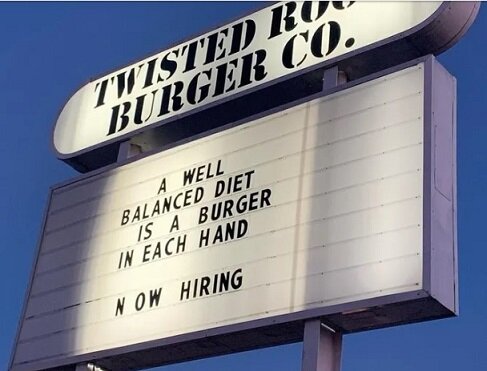 TWISTED
BURGER CO.
A WELL
BALANCED DIET
IS A BURGER
IN EACH HAND
NOW HIRING